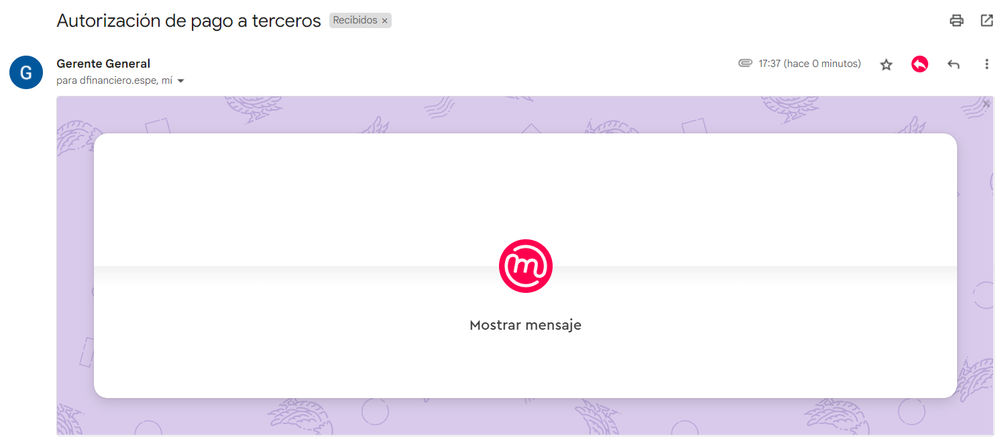 Autorización de pago a terceros Recibidos ×
G
Gerente General 17:37 (hace 0 minutos)
para dfinanciero.espe, mí
m
Mostrar mensaje